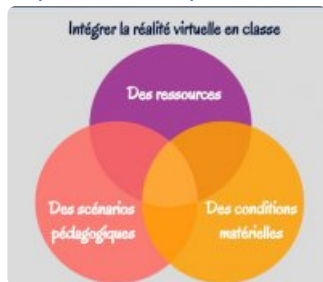 Intégrer la réalité virtuelle en classe
Des ressources
Des scénarios
pédagogiques
Des conditions
matérielles